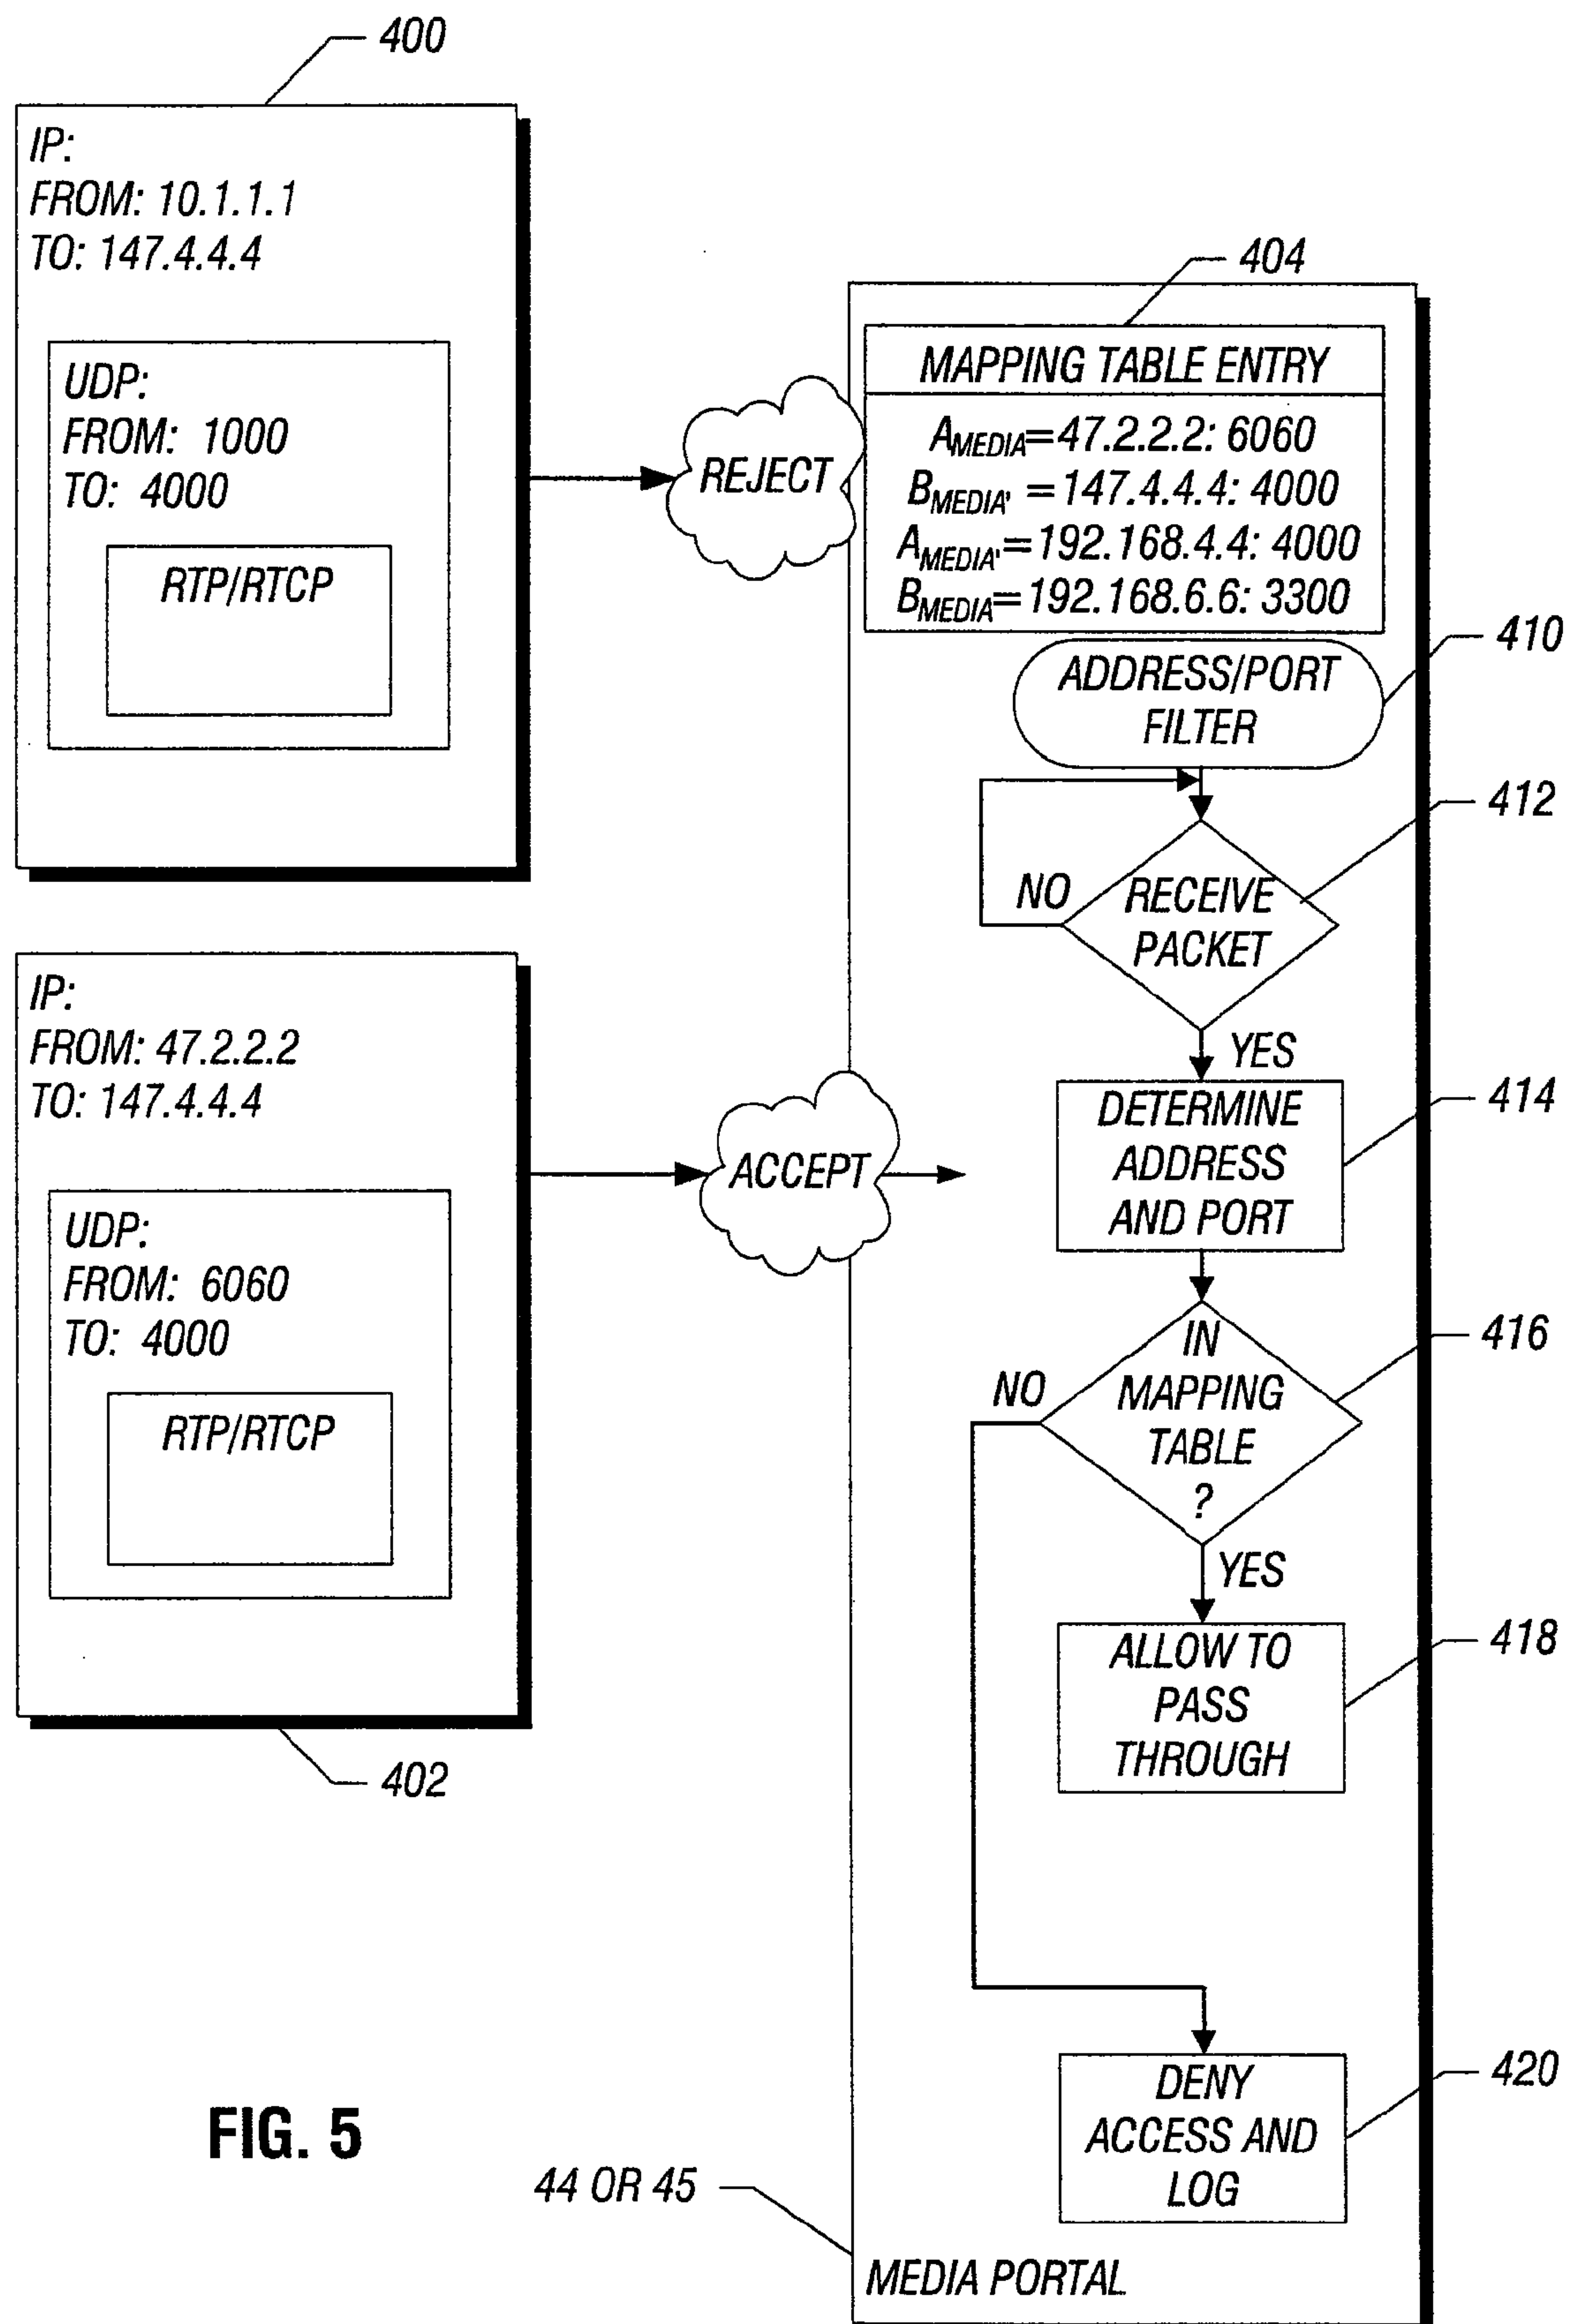 400
IP:
FROM: 10.1.1.1
TO: 147.4.4.4
UDP:
FROM: 1000
TO: 4000
RTP/RTCP
REJECT
404
MAPPING TABLE ENTRY
AMEDIA=47.2.2.2: 6060
BMEDIA' =147.4.4.4: 4000
AMEDIA'=192.168.4.4: 4000
BMEDIA=192.168.6.6: 3300
410
ADDRESS/PORT
FILTER
412
NO
RECEIVE
PACKET
YES
IP:
FROM: 47.2.2.2
TO: 147.4.4.4
UDP:
FROM: 6060
TO: 4000
RTP/RTCP
402
ACCEPT
414
DETERMINE
ADDRESS
AND PORT
416
NO
IN
MAPPING
TABLE
?
YES
418
ALLOW TO
PASS
THROUGH
420
DENY
ACCESS AND
LOG
FIG. 5
44 OR 45
MEDIA PORTAL